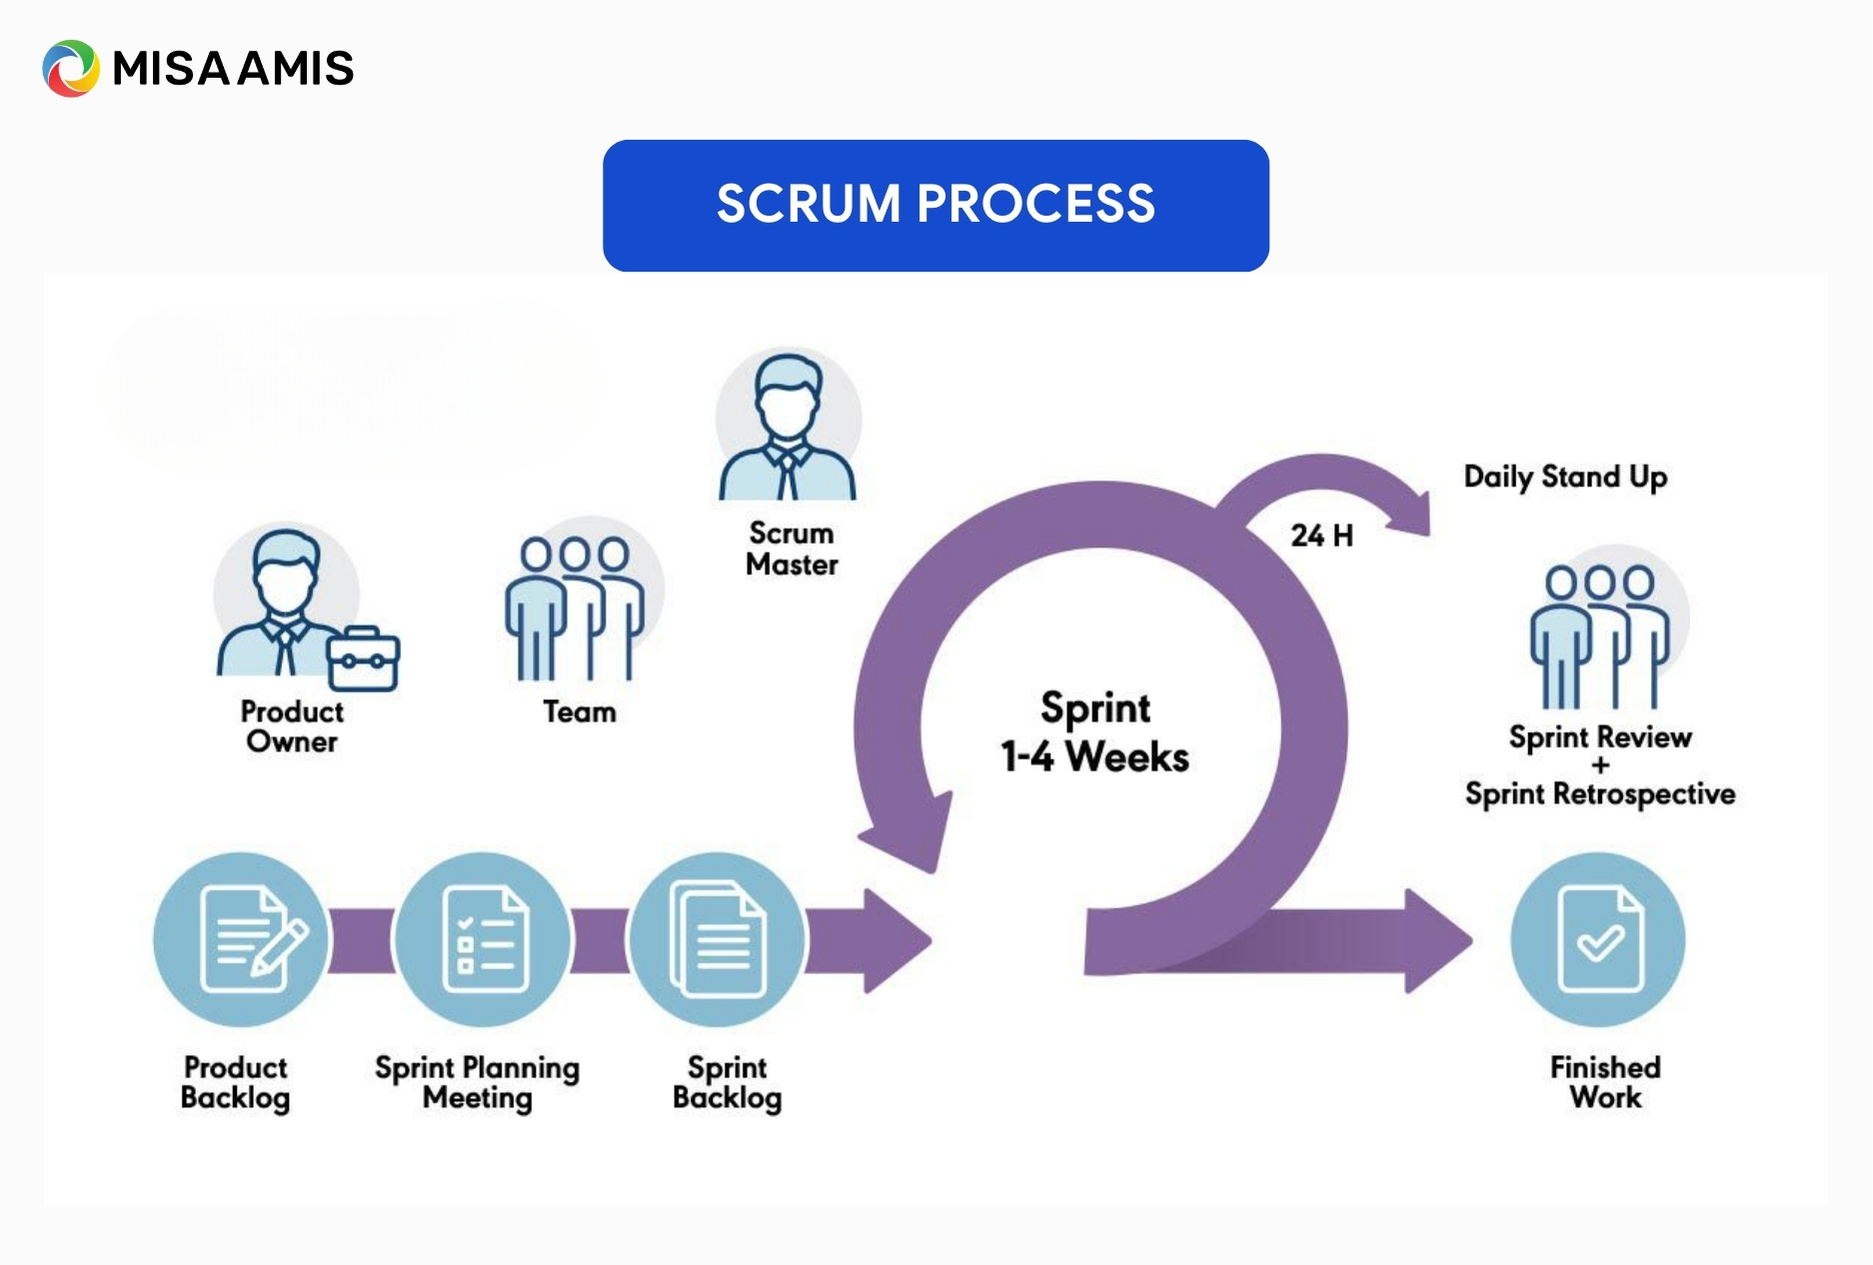 MISA AMIS
SCRUM PROCESS
Scrum
Master
Daily Stand Up
24 H
Product
Owner
Team
Sprint
1-4 Weeks
Sprint Review
+
Sprint Retrospective
Product
Backlog
Sprint Planning
Meeting
Sprint
Backlog
Finished
Work